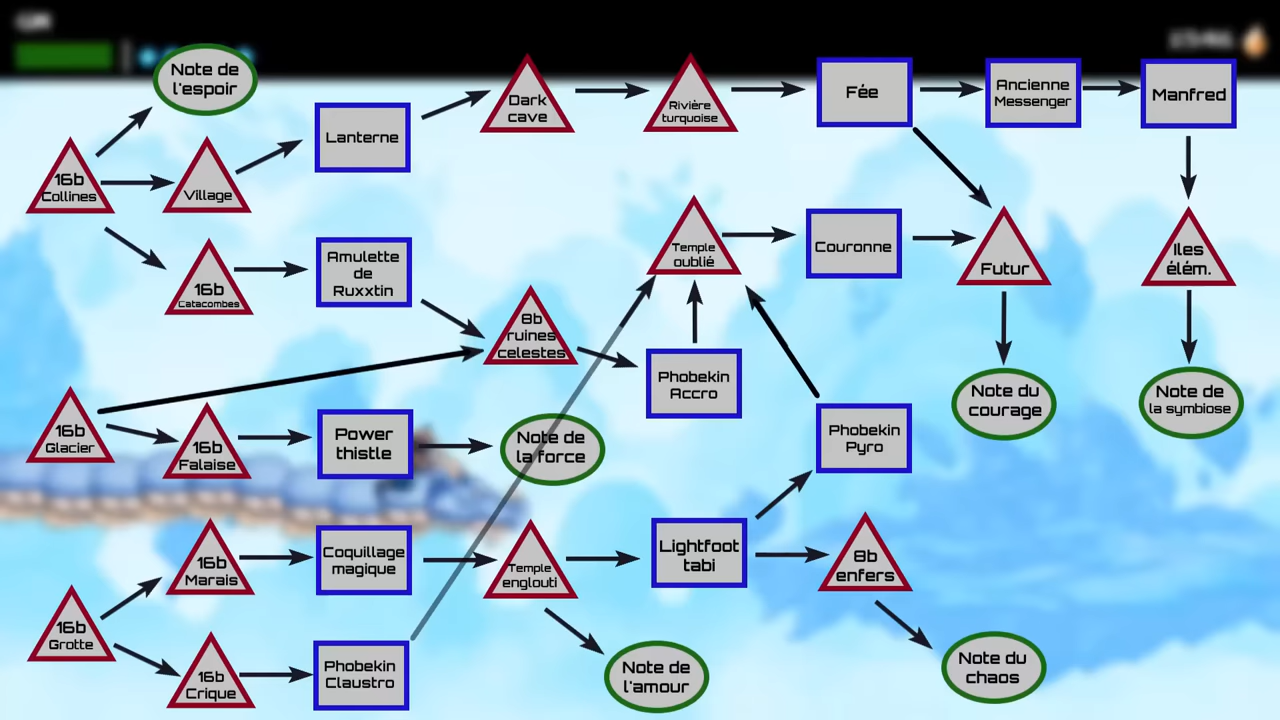 GM
Note de
l'espoir
Dark
cave
Rivière
turquoise
Fée
Ancienne
Messenger
Manfred
Lanterne
16b
Collines
Village
16b
Catacombes
Amulette
de
Ruxxtin
8b
ruines
celestes
Temple
oublié
Couronne
Futur
Iles
élém.
Phobekin
Accro
Note du
courage
Note de
la symbiose
16b
Glacier
16b
Falaise
Power
thistle
Note de
la force
Phobekin
Pyro
16b
Marais
Coquillage
magique
Temple
englouti
Lightfoot
tabi
8b
enfers
16b
Grotte
16b
Crique
Phobekin
Claustro
Note de
l'amour
Note du
chaos